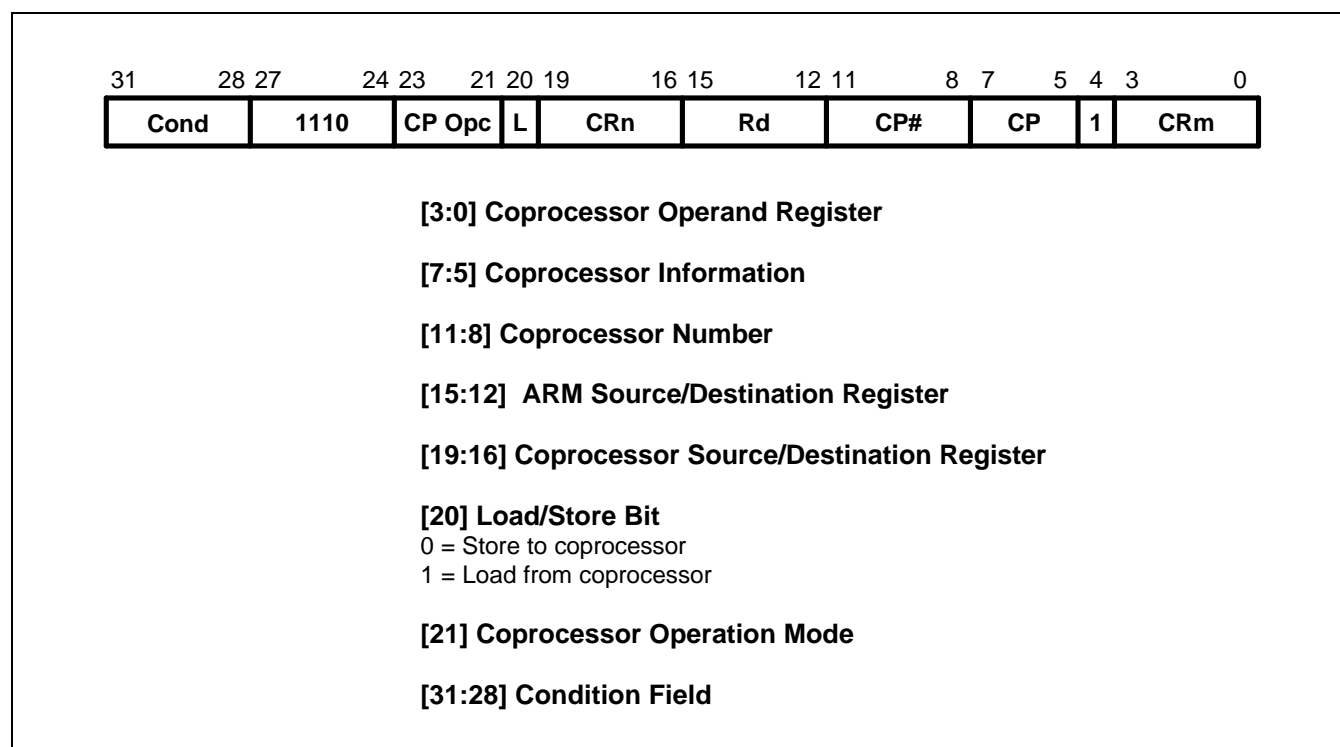 31 28 27 24 23 21 20 19 16 15 12 11 8 7 5 4 3 0
Cond 1110 CP Opc L CRn Rd CP# CP 1 CRm
[3:0] Coprocessor Operand Register
[7:5] Coprocessor Information
[11:8] Coprocessor Number
[15:12] ARM Source/Destination Register
[19:16] Coprocessor Source/Destination Register
[20] Load/Store Bit
0 = Store to coprocessor
1 = Load from coprocessor
[21] Coprocessor Operation Mode
[31:28] Condition Field